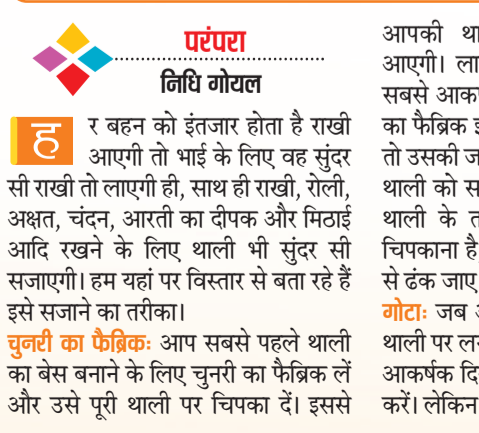 परंपरा
निधि गोयल
हर बहन को इंतजार होता है राखी
आएगी तो भाई के लिए वह सुंदर
सी राखी तो लाएगी ही, साथ ही राखी, रोली,
अक्षत, चंदन, आरती का दीपक और मिठाई
आदि रखने के लिए थाली भी सुंदर सी
सजाएगी। हम यहां पर विस्तार से बता रहे हैं
इसे सजाने का तरीका।
चुनरी का फैब्रिकः आप सबसे पहले थाली
का बेस बनाने के लिए चुनरी का फैब्रिक लें
और उसे पूरी थाली पर चिपका दें। इससे
आपकी
आएगी।
सबसे
का फैब्रिक
तो उसकी
थाली को
थाली के
चिपकाना है
से ढंक जाए
गोटाः जब
थाली पर
आकर्षक
करें। लेकिन